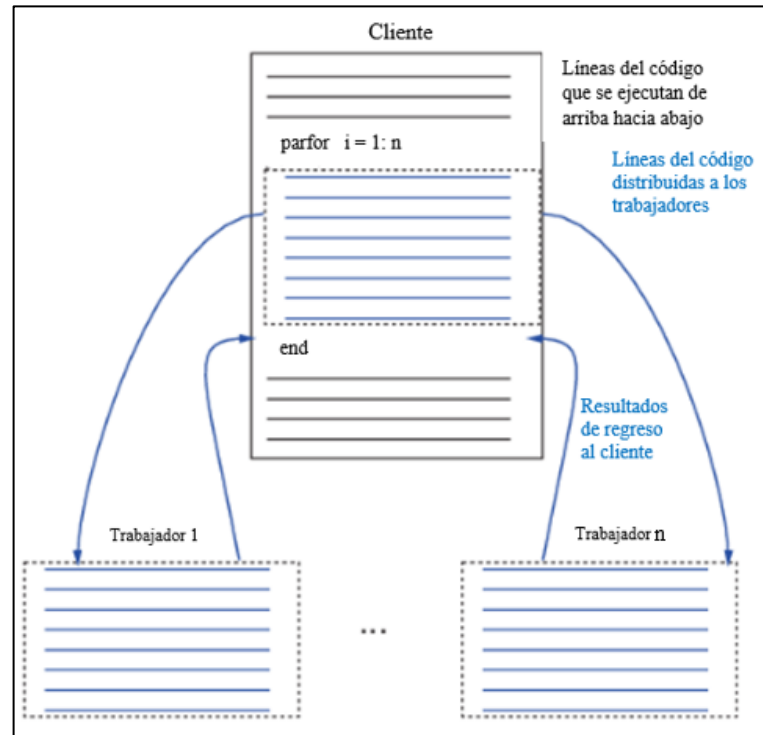 Cliente
Líneas del código
que se ejecutan de
arriba hacia abajo
parfor i = 1: n
Líneas del código
distribuidas a los
trabajadores
end
Resultados
de regreso
al cliente
Trabajador 1
Trabajador n
...